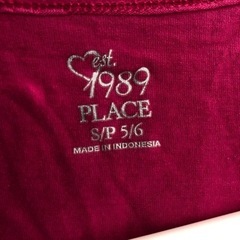 est.
1989
PLACE
S/P 5/6
MADE IN INDONESIA